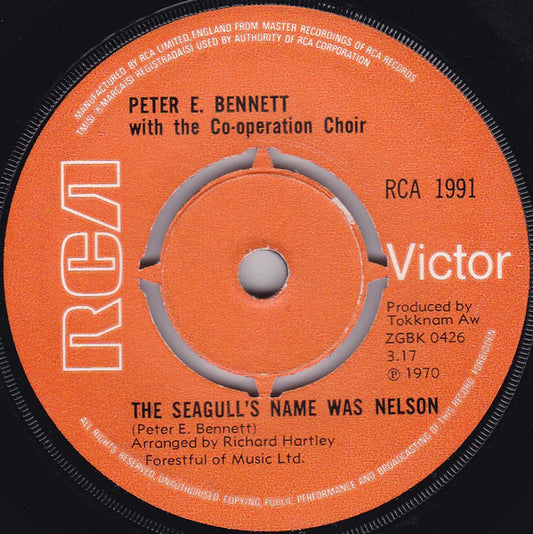 MANUFACTURED BY RCA LIMITED, ENGLAND FROM MASTER RECORDINGS OF RCA RECORDS
TM(S) ® MARCA(S) REGISTRADA(S) USED BY AUTHORITY OF RCA CORPORATION
PETER E. BENNETT
with the Co-operation Choir
RCA
RCA 1991
Victor
Produced by
Tokknam Aw
ZGBK 0426
3.17
℗ 1970
THE SEAGULL'S NAME WAS NELSON
(Peter E. Bennett)
Arranged by Richard Hartley
Forestful of Music Ltd.
ALL RIGHTS RESERVED. UNAUTHORISED COPYING, PUBLIC PERFORMANCE AND BROADCASTING OF THIS RECORD FORBIDDEN